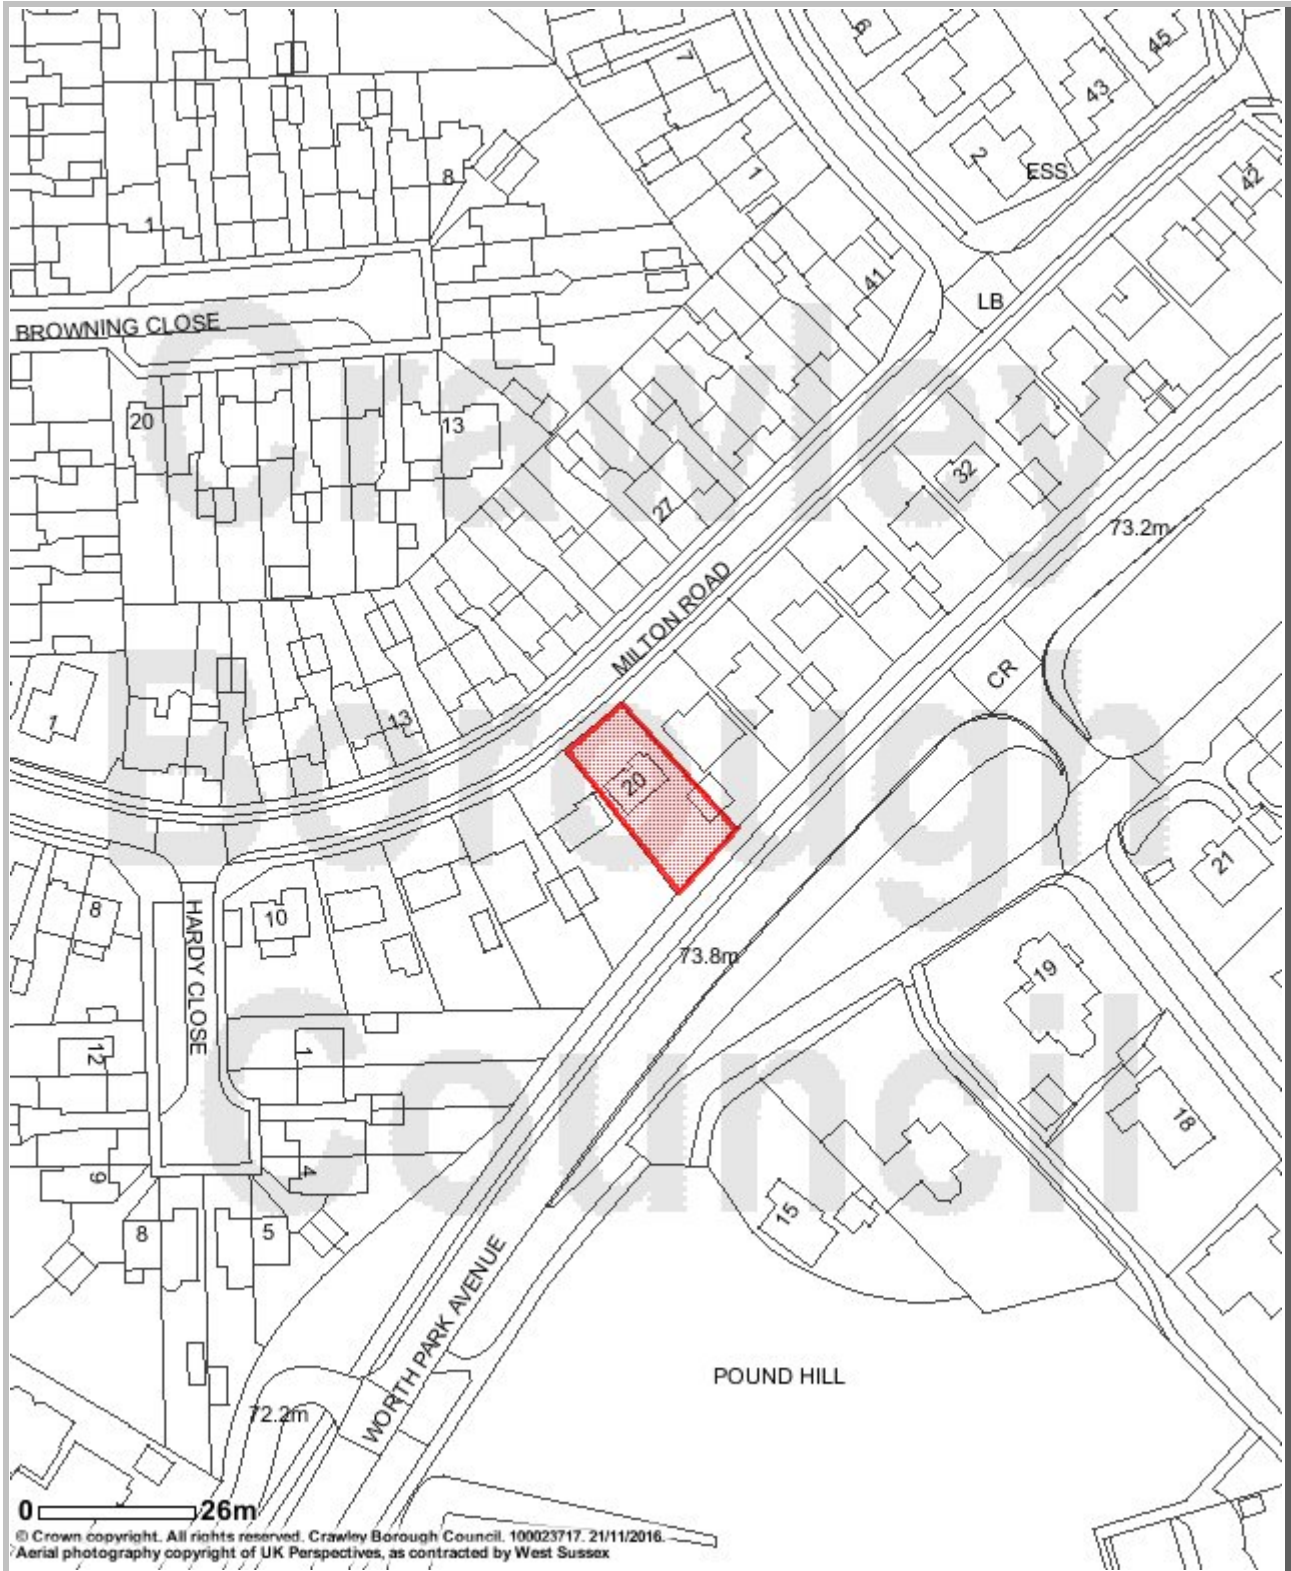 6
7
45
43
2
ESS
42
8
1
1
41
LB
BROWNING CLOSE
20
13
32
27
73.2m
MILTON ROAD
CR
1
13
20
21
8
10
HARDY CLOSE
73.8m
19
12
1
18
9
4
15
8
5
WORTH PARK AVENUE
POUND HILL
72.2m
Crawley
Borough
Council
0 26m
© Crown copyright. All rights reserved. Crawley Borough Council. 100023717. 21/11/2016.
Aerial photography copyright of UK Perspectives, as contracted by West Sussex